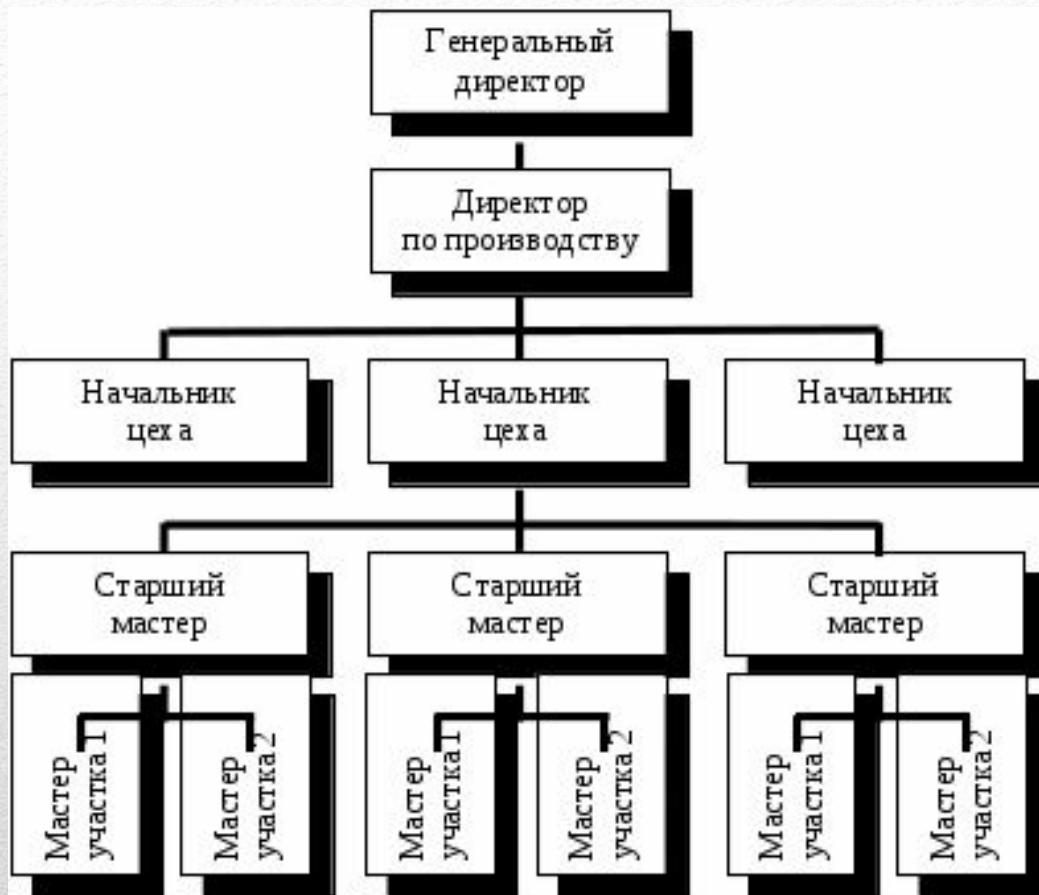 Генеральный
директор
Директор
по производству
Начальник
цеха
Начальник
цеха
Начальник
цеха
Старший
мастер
Старший
мастер
Старший
мастер
Мастер
участка 1
Мастер
участка 2
Мастер
участка 1
Мастер
участка 2
Мастер
участка 1
Мастер
участка 2